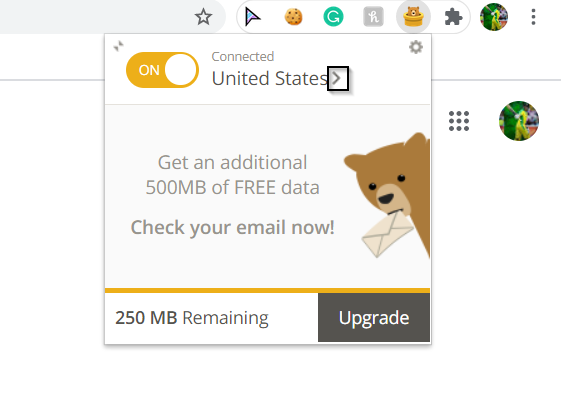 ON
Connected
United States
Get an additional
500MB of FREE data
Check your email now!
250 MB Remaining
Upgrade